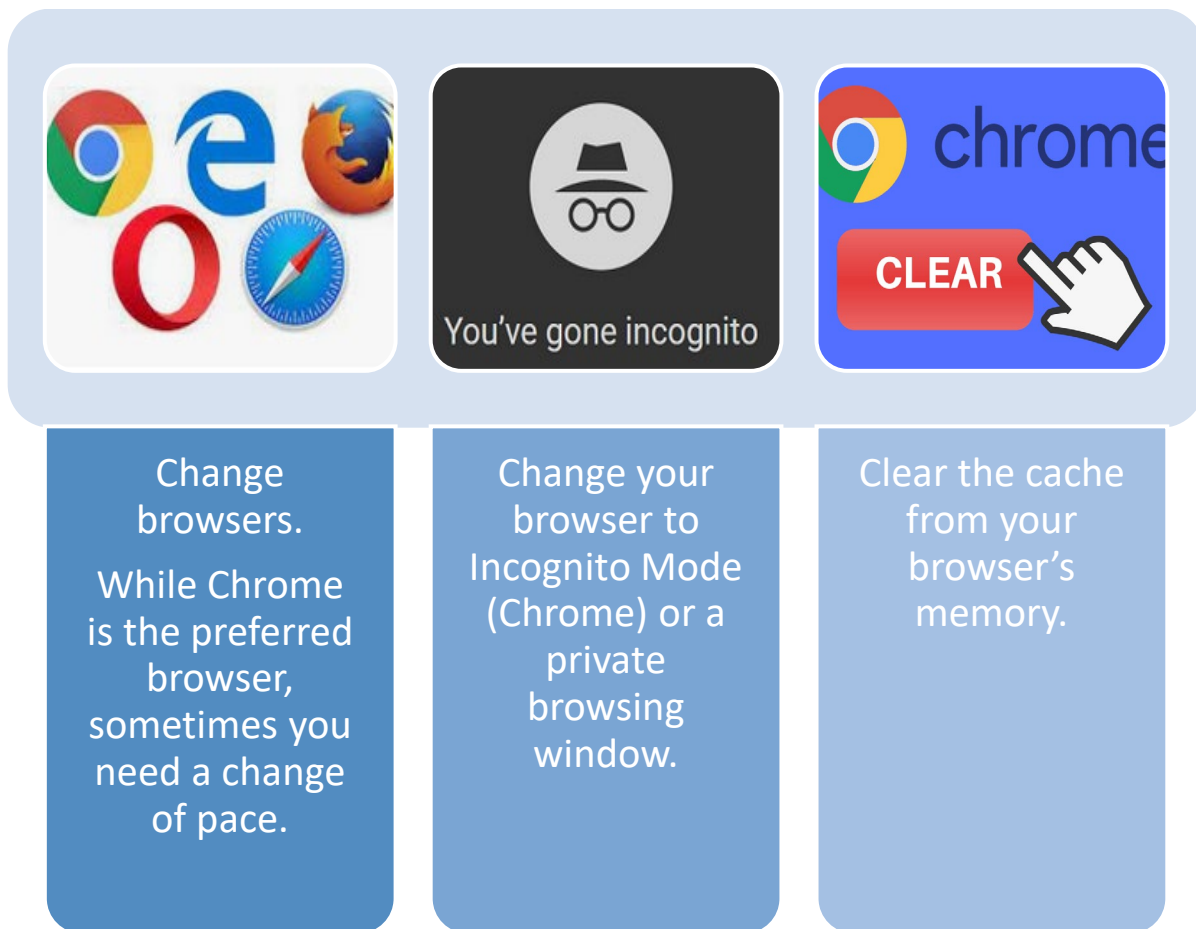 You've gone incognito
chrome
CLEAR
Change
browsers.
While Chrome
is the preferred
browser,
sometimes you
need a change
of pace.
Change your
browser to
Incognito Mode
(Chrome) or a
private
browsing
window.
Clear the cache
from your
browser’s
memory.